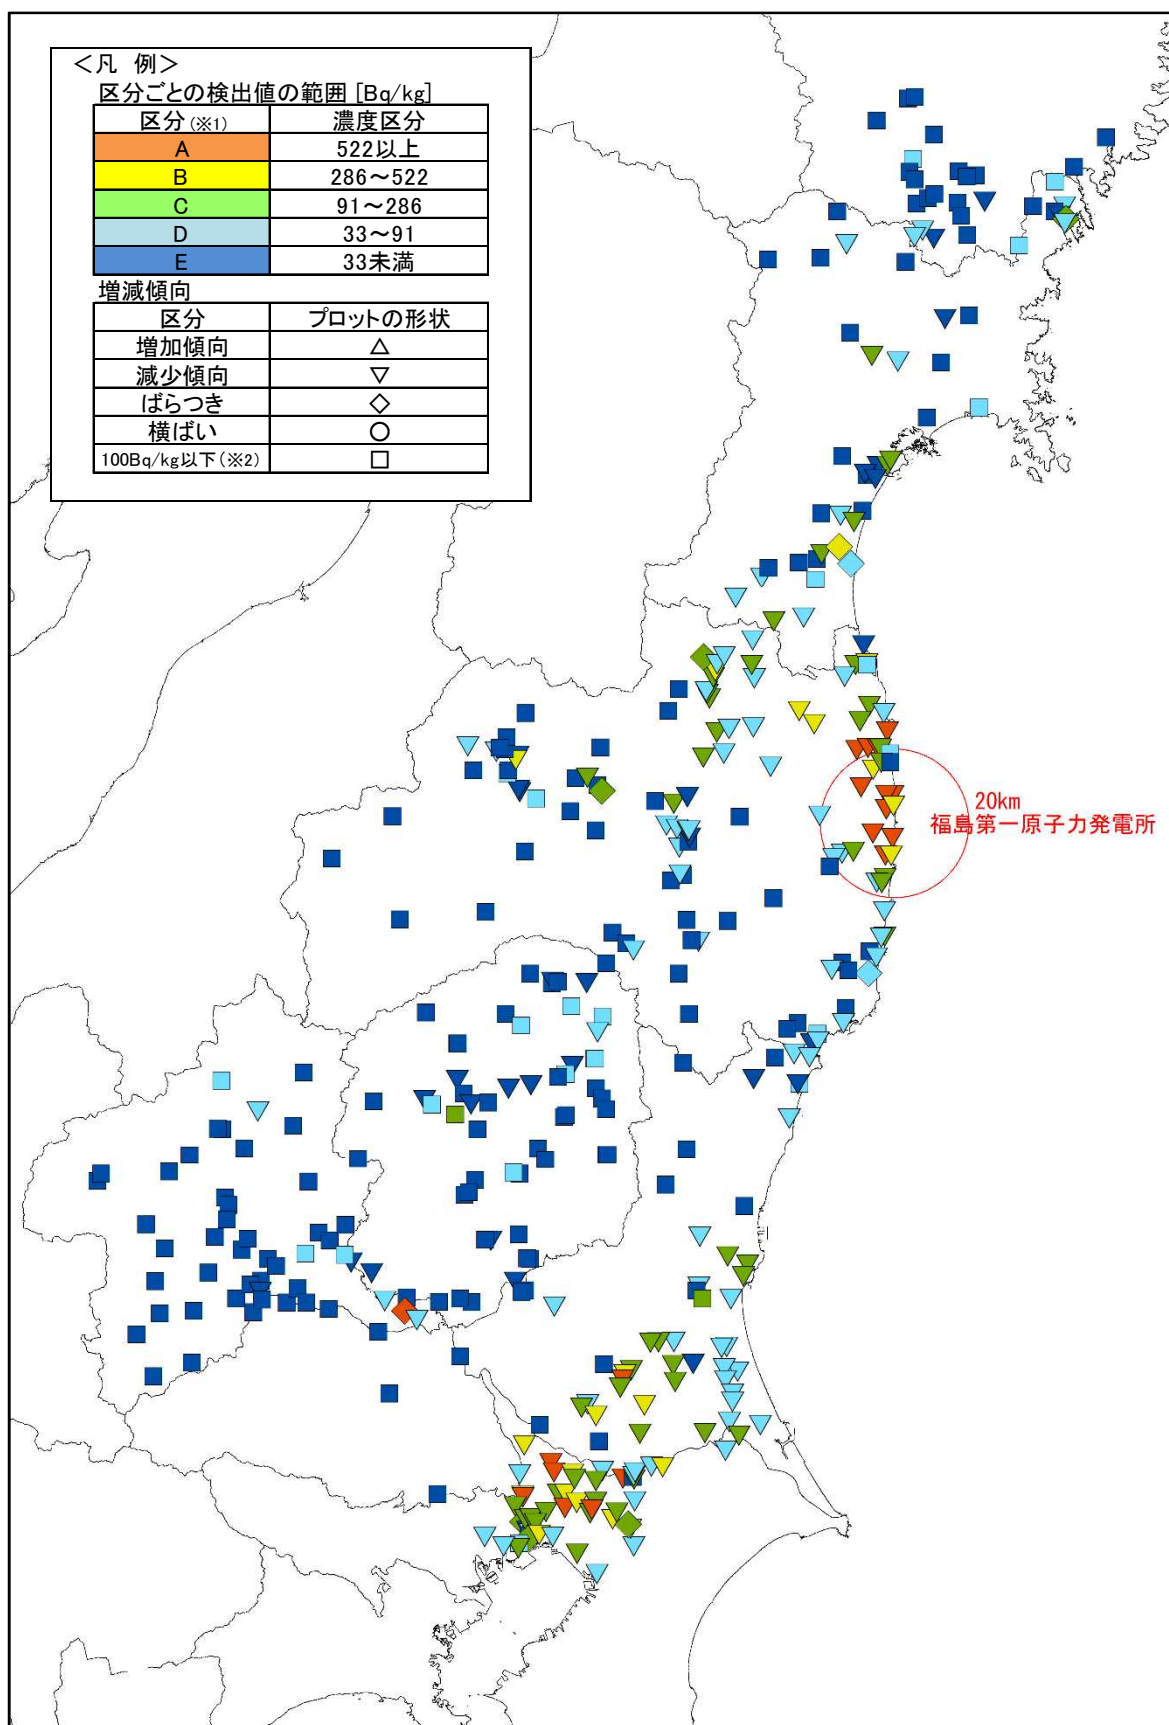 <凡 例>
区分ごとの検出値の範囲 [Bq/kg]
区分(※1) 濃度区分
A 522以上
B 286～522
C 91～286
D 33～91
E 33未満
増減傾向
区分 プロットの形状
増加傾向 △
減少傾向 ▽
ばらつき ◇
横ばい ○
100Bq/kg以下(※2) □
20km
福島第一原子力発電所